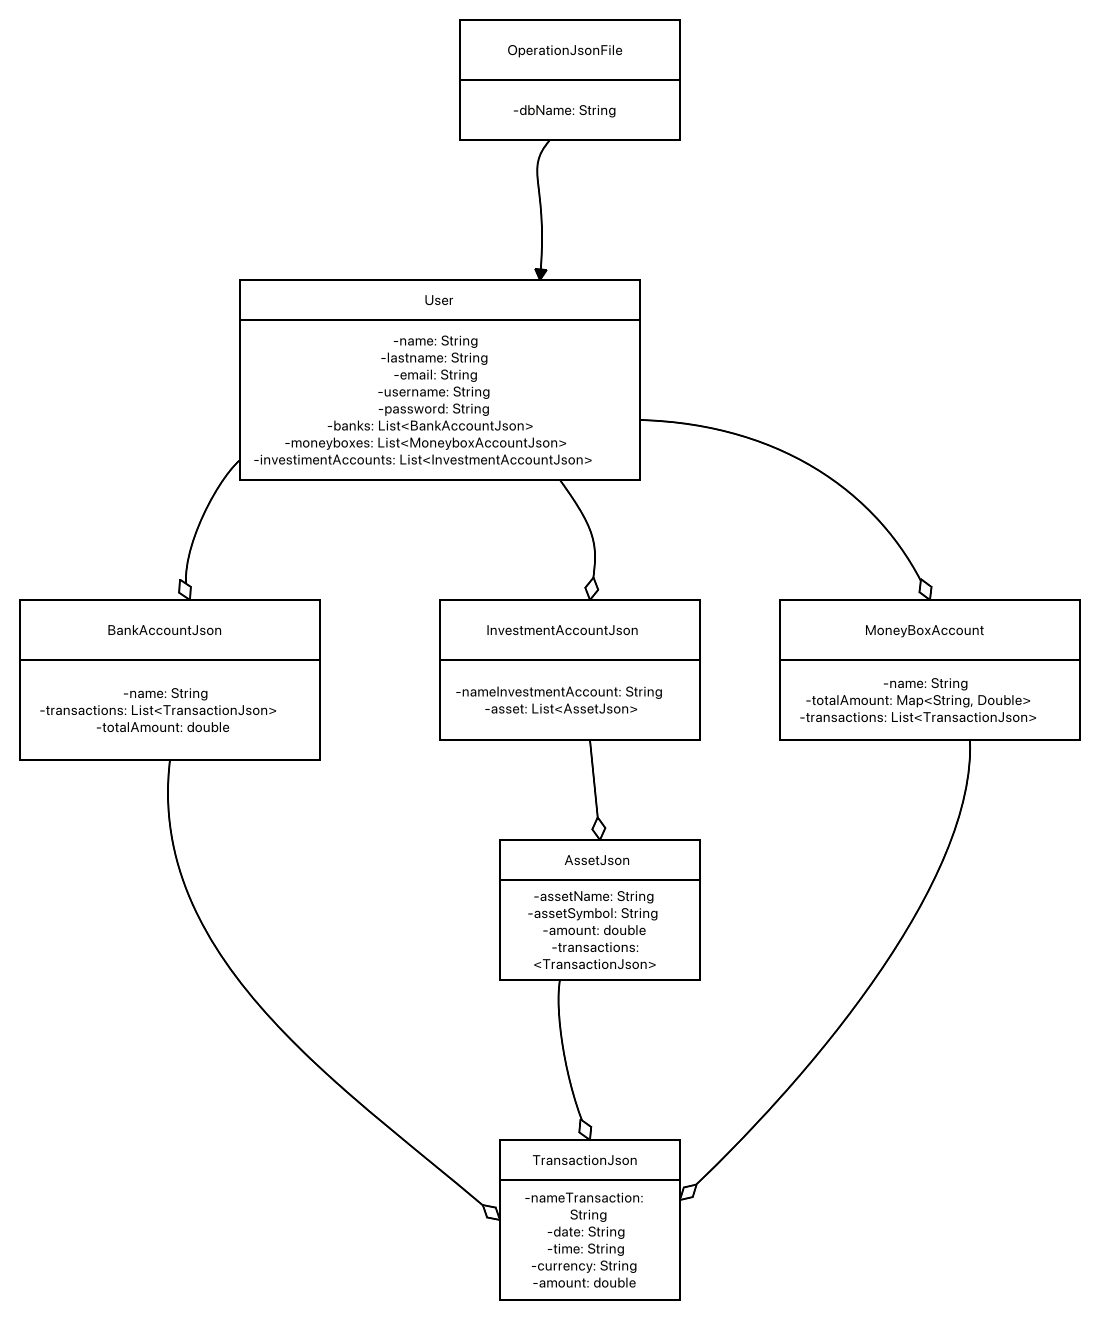 OperationJsonFile
-dbName: String
User
-name: String
-lastname: String
-email: String
-username: String
-password: String
-banks: List<BankAccountJson>
-moneyboxes: List<MoneyboxAccountJson>
-investimentAccounts: List<InvestmentAccountJson>
BankAccountJson
-name: String
-transactions: List<TransactionJson>
-totalAmount: double
InvestmentAccountJson
-nameInvestmentAccount: String
-asset: List<AssetJson>
MoneyBoxAccount
-name: String
-totalAmount: Map<String, Double>
-transactions: List<TransactionJson>
AssetJson
-assetName: String
-assetSymbol: String
-amount: double
-transactions:
<TransactionJson>
TransactionJson
-nameTransaction:
String
-date: String
-time: String
-currency: String
-amount: double